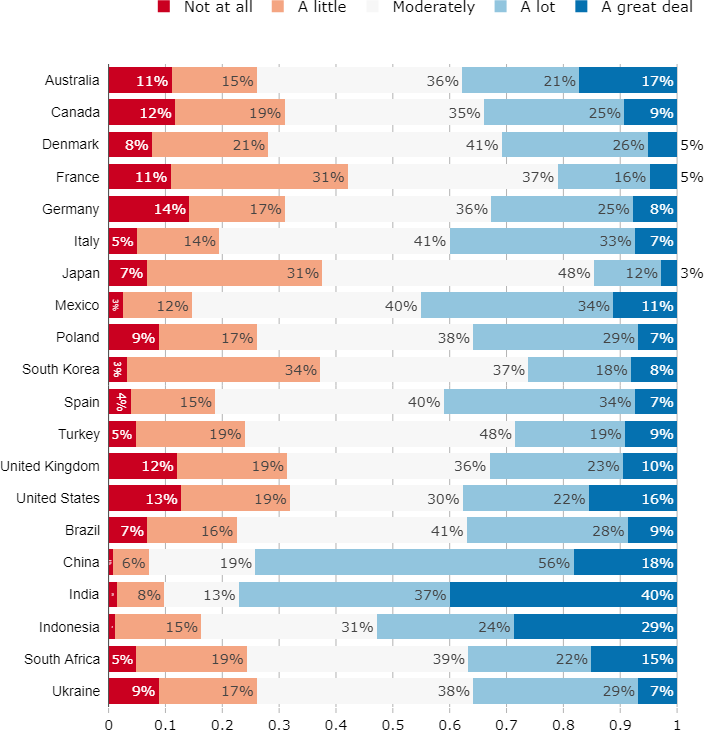 Not at all A little Moderately A lot A great deal
Australia 11% 15% 36% 21% 17%
Canada 12% 19% 35% 25% 9%
Denmark 8% 21% 41% 26% 5%
France 11% 31% 37% 16% 5%
Germany 14% 17% 36% 25% 8%
Italy 5% 14% 41% 33% 7%
Japan 7% 31% 48% 12% 3%
Mexico 3% 12% 40% 34% 11%
Poland 9% 17% 38% 29% 7%
South Korea 3% 34% 37% 18% 8%
Spain 4% 15% 40% 34% 7%
Turkey 5% 19% 48% 19% 9%
United Kingdom 12% 19% 36% 23% 10%
United States 13% 19% 30% 22% 16%
Brazil 7% 16% 41% 28% 9%
China 6% 19% 56% 18%
India 8% 13% 37% 40%
Indonesia 15% 31% 24% 29%
South Africa 5% 19% 39% 22% 15%
Ukraine 9% 17% 38% 29% 7%
0 0.1 0.2 0.3 0.4 0.5 0.6 0.7 0.8 0.9 1